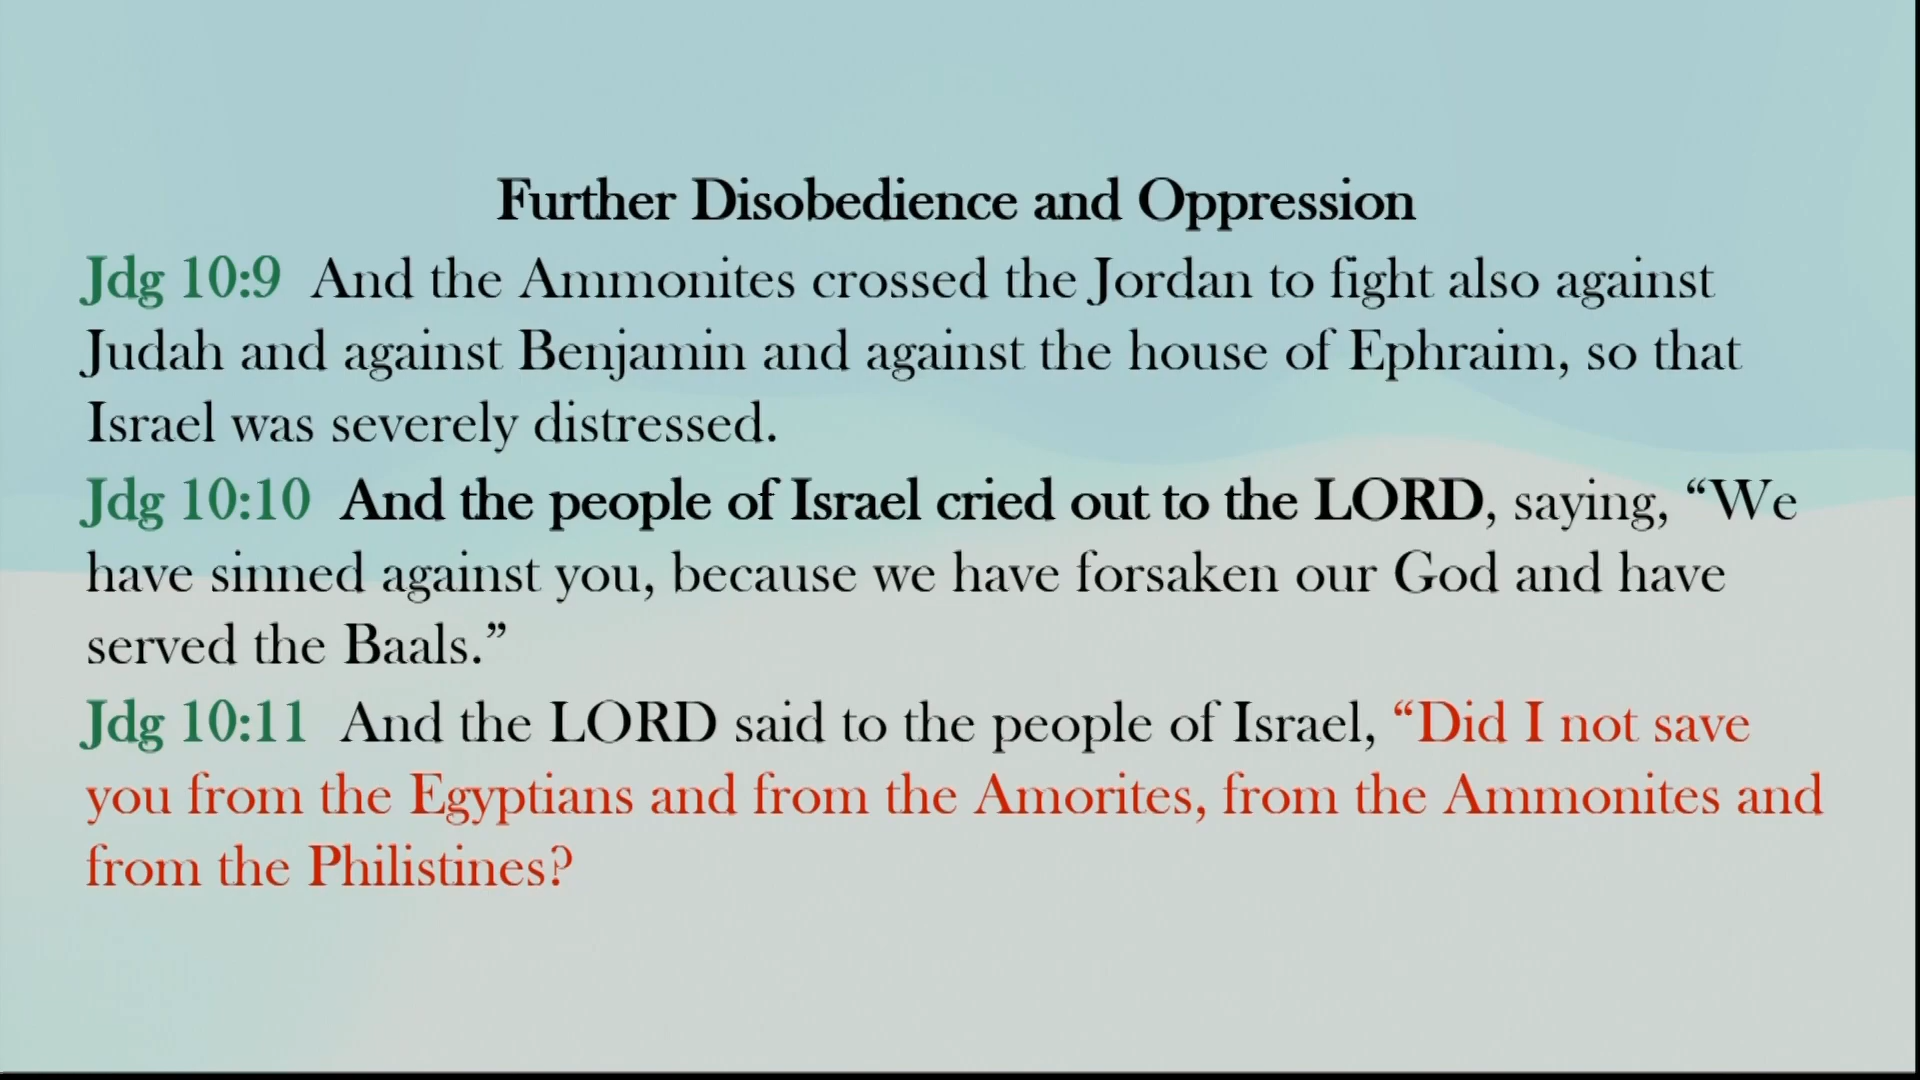 Further Disobedience and Oppression
Jdg 10:9 And the Ammonites crossed the Jordan to fight also against
Judah and against Benjamin and against the house of Ephraim, so that
Israel was severely distressed.
Jdg 10:10 And the people of Israel cried out to the LORD, saying, “We
have sinned against you, because we have forsaken our God and have
served the Baals.”
Jdg 10:11 And the LORD said to the people of Israel, “Did I not save
you from the Egyptians and from the Amorites, from the Ammonites and
from the Philistines?